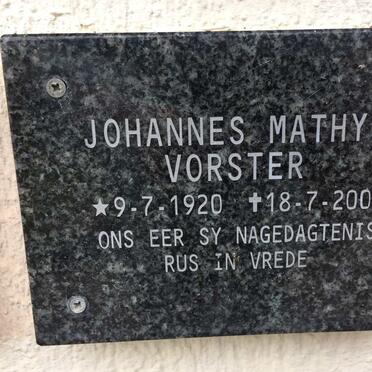 JOHANNES MATHY
VORSTER
★9-7-1920 ✝18-7-200
ONS EER SY NAGEDAGTENIS
RUS IN VREDE